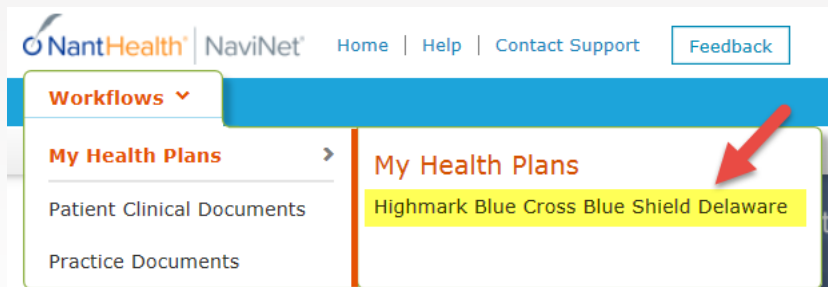 NantHealth® NaviNet® Home | Help | Contact Support Feedback
Workflows
My Health Plans
Patient Clinical Documents
Practice Documents
My Health Plans
Highmark Blue Cross Blue Shield Delaware